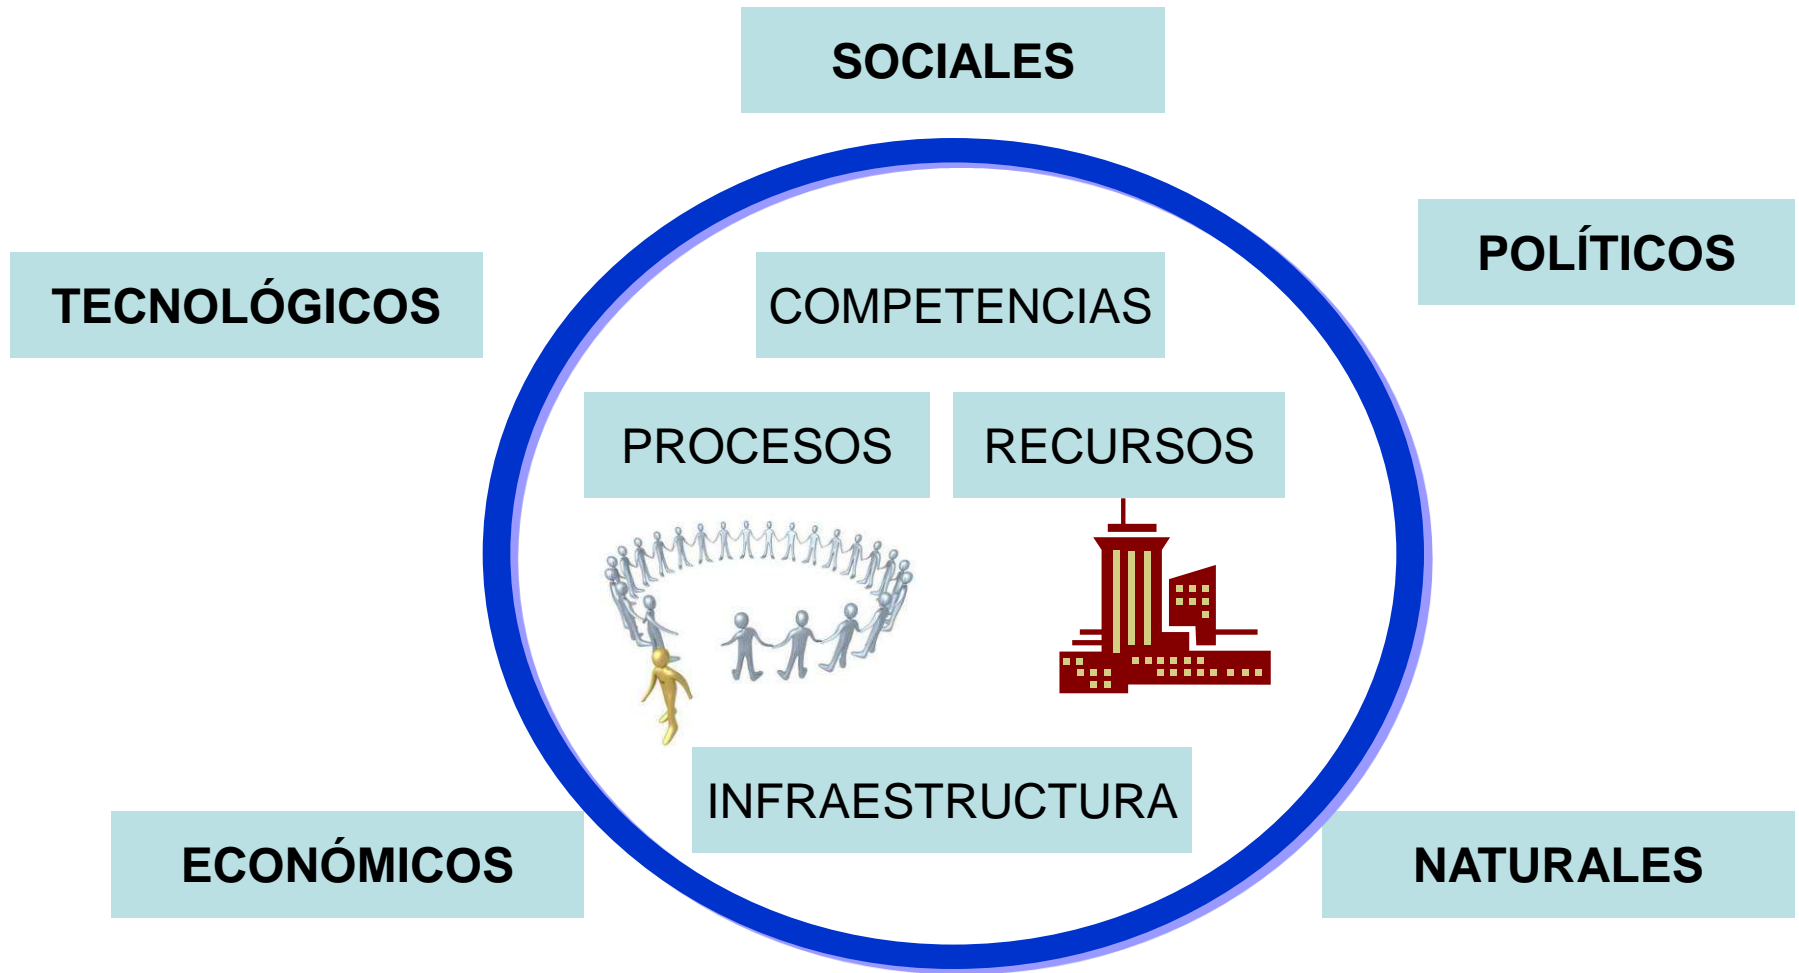 SOCIALES
POLÍTICOS
TECNOLÓGICOS
COMPETENCIAS
PROCESOS
RECURSOS
INFRAESTRUCTURA
ECONÓMICOS
NATURALES